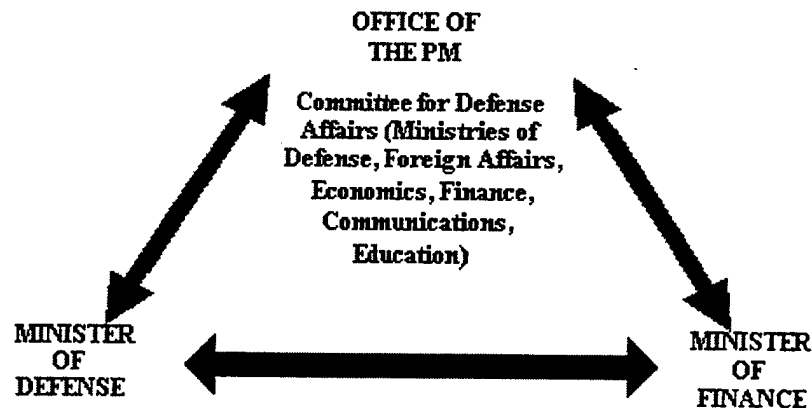 OFFICE OF
THE PM
Committee for Defense
Affairs (Ministries of
Defense, Foreign Affairs,
Economics, Finance,
Communications,
Education)
MINISTER
OF
DEFENSE
MINISTER
OF
FINANCE